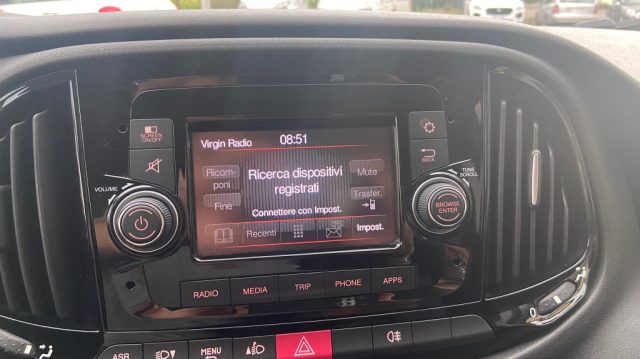 SCREEN
ON/OFF
VOLUME
Virgin Radio 08:51
Ricom-
poni
Ricerca dispositivi
registrati
Mute
Fine
Connettere con Impost.
Trasfer.
Recenti
Impost.
BACK
TUNE
SCROLL
BROWSE
ENTER
RADIO MEDIA TRIP PHONE APPS
ASR MENU
0